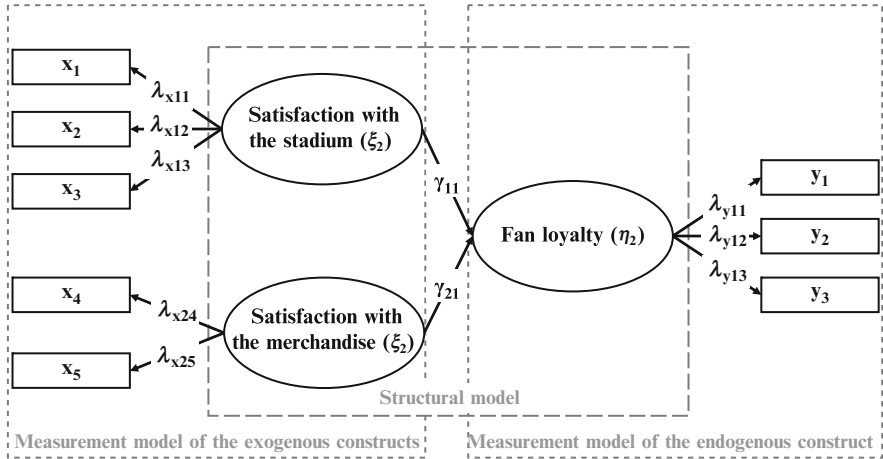 x1
x2
x3
x4
x5
λx11
λx12
λx13
λx24
λx25
Satisfaction with
the stadium (ξ2)
Satisfaction with
the merchandise (ξ2)
γ11
γ21
Fan loyalty (η2)
λy11
λy12
λy13
y1
y2
y3
Structural model
Measurement model of the exogenous constructs
Measurement model of the endogenous construct